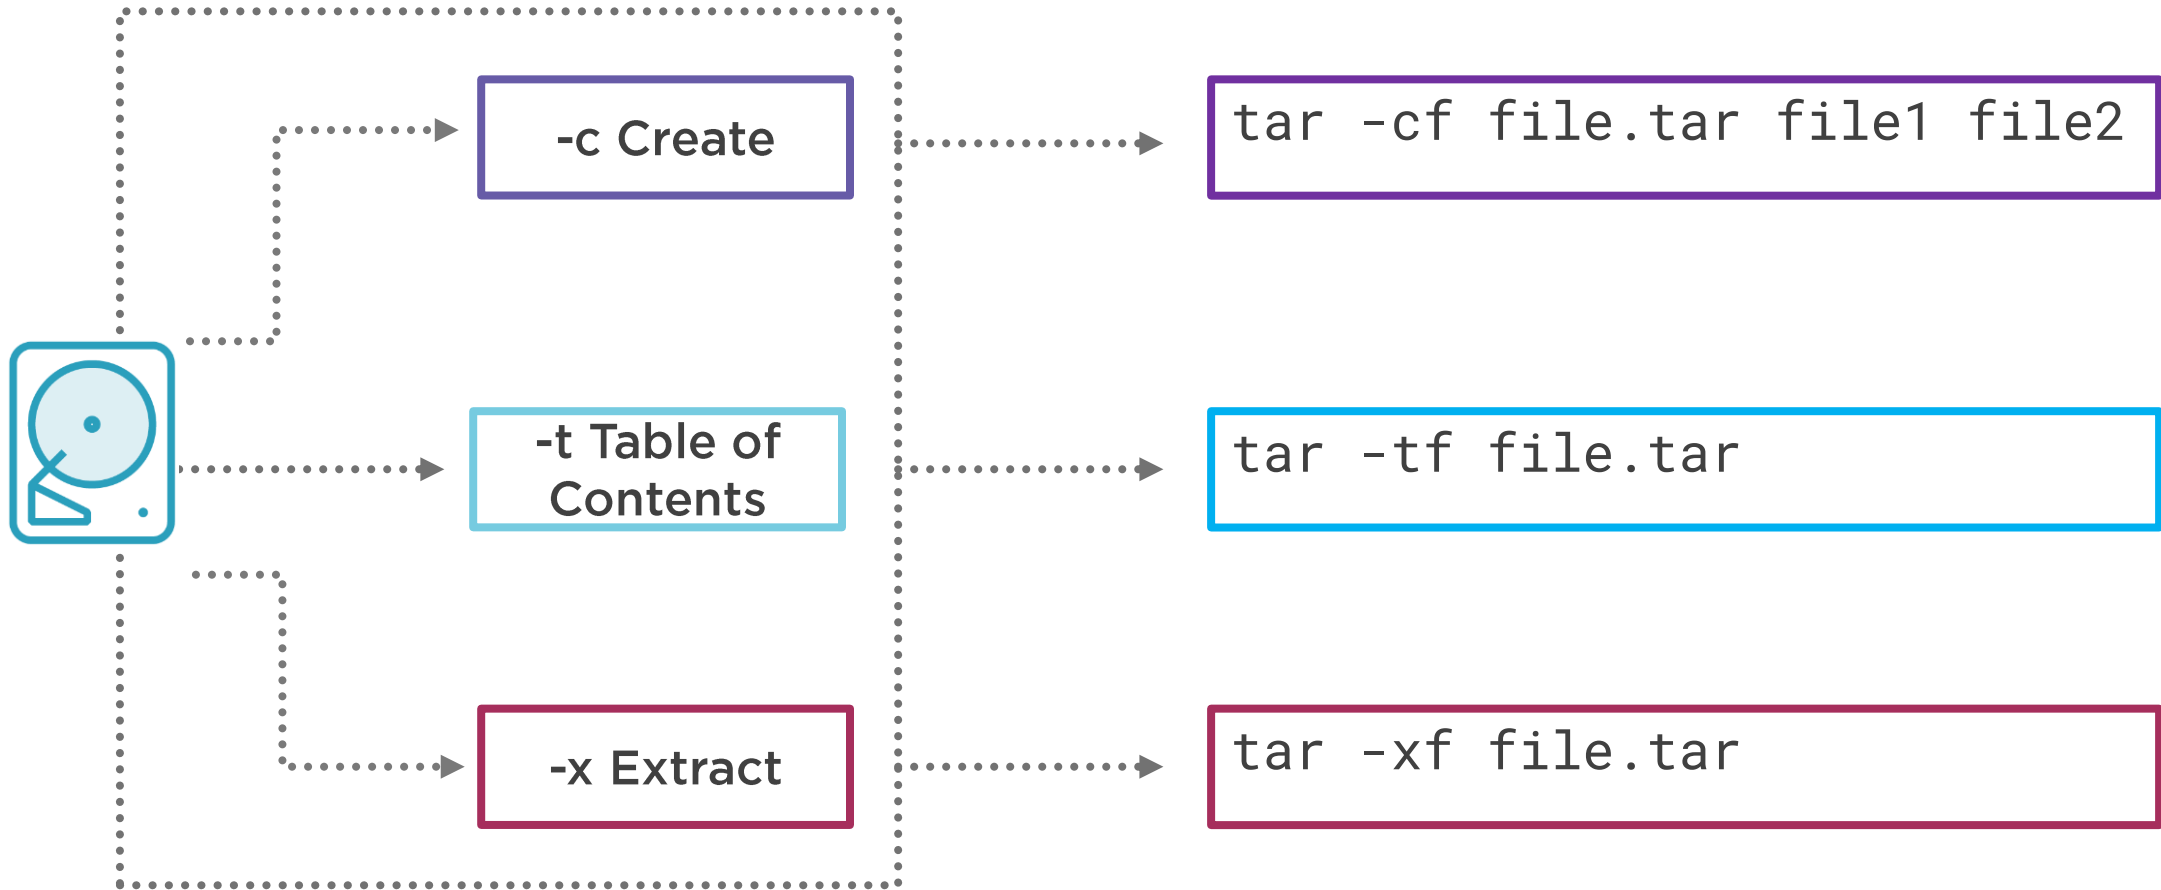 -c Create
tar -cf file.tar file1 file2
-t Table of
Contents
tar -tf file.tar
-x Extract
tar -xf file.tar